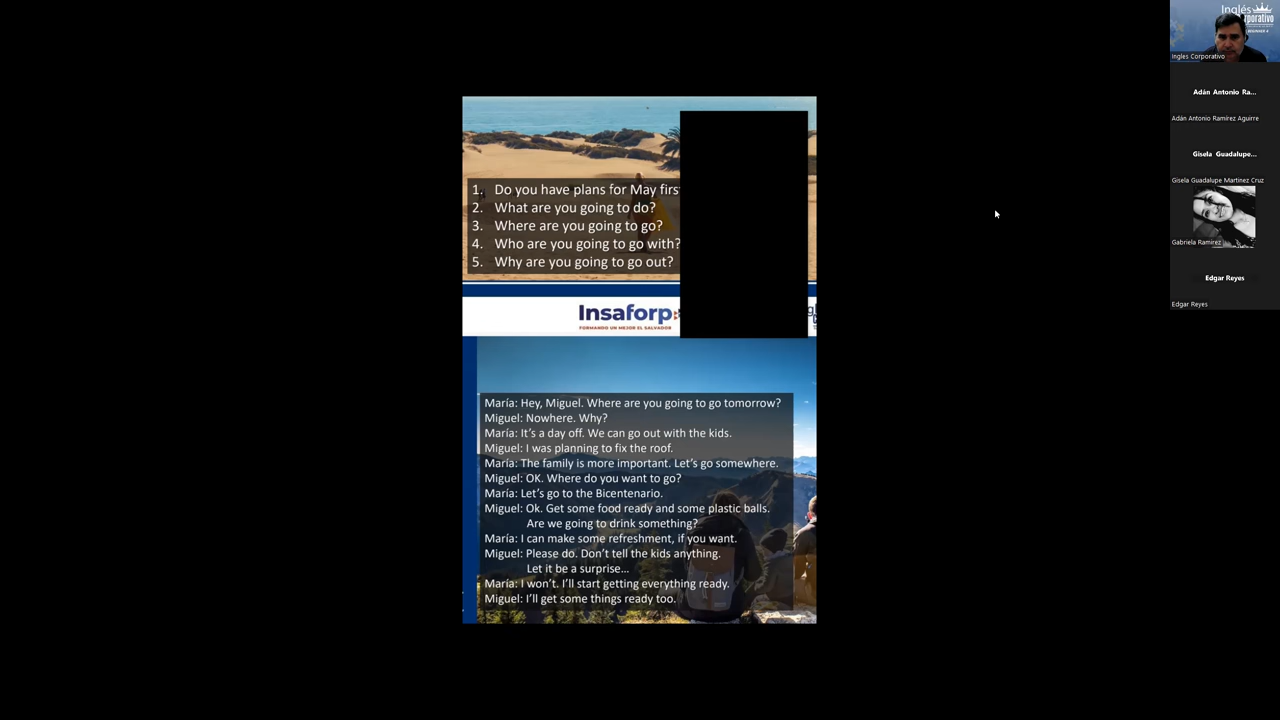 1. Do you have plans for May firs
2. What are you going to do?
3. Where are you going to go?
4. Who are you going to go with?
5. Why are you going to go out?
Insaforp
FORMANDO UN MEJOR EL SALVADOR
María: Hey, Miguel. Where are you going to go tomorrow?
Miguel: Nowhere. Why?
María: It's a day off. We can go out with the kids.
Miguel: I was planning to fix the roof.
María: The family is more important. Let's go somewhere.
Miguel: OK. Where do you want to go?
María: Let's go to the Bicentenario.
Miguel: Ok. Get some food ready and some plastic balls.
Are we going to drink something?
María: I can make some refreshment, if you want.
Miguel: Please do. Don't tell the kids anything.
Let it be a surprise...
María: I won't. I'll start getting everything ready.
Miguel: I'll get some things ready too.
Inglés
rporativo
BEGINNER 4
ingles Corporativo
Adán Antonio Ra...
Adán Antonio Ramírez Aguirre
Gisela Guadalupe...
Gisela Guadalupe Martinez Cruz
Gabriela Ramirez
Edgar Reyes
Edgar Reyes